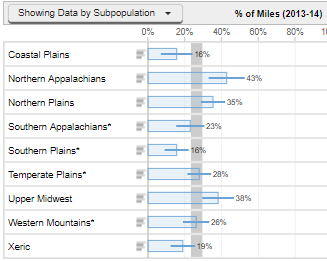 Showing Data by Subpopulation
% of Miles (2013-14)
0% 20% 40% 60% 80%
Coastal Plains 16%
Northern Appalachians 43%
Northern Plains 35%
Southern Appalachians* 23%
Southern Plains* 16%
Temperate Plains* 28%
Upper Midwest 38%
Western Mountains* 26%
Xeric 19%